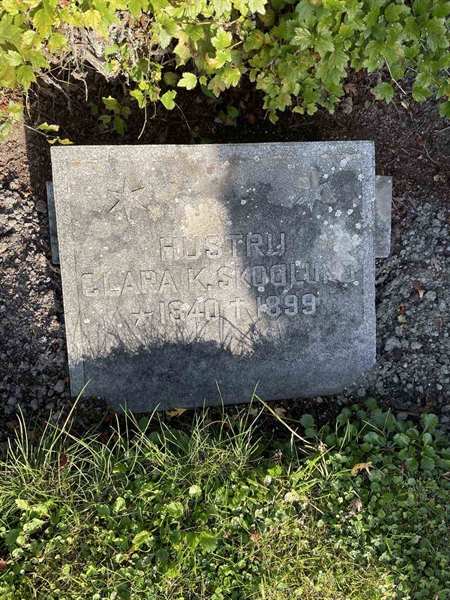 HUSTRU
CLARA K. SKOGLUND
* 1840 † 1899